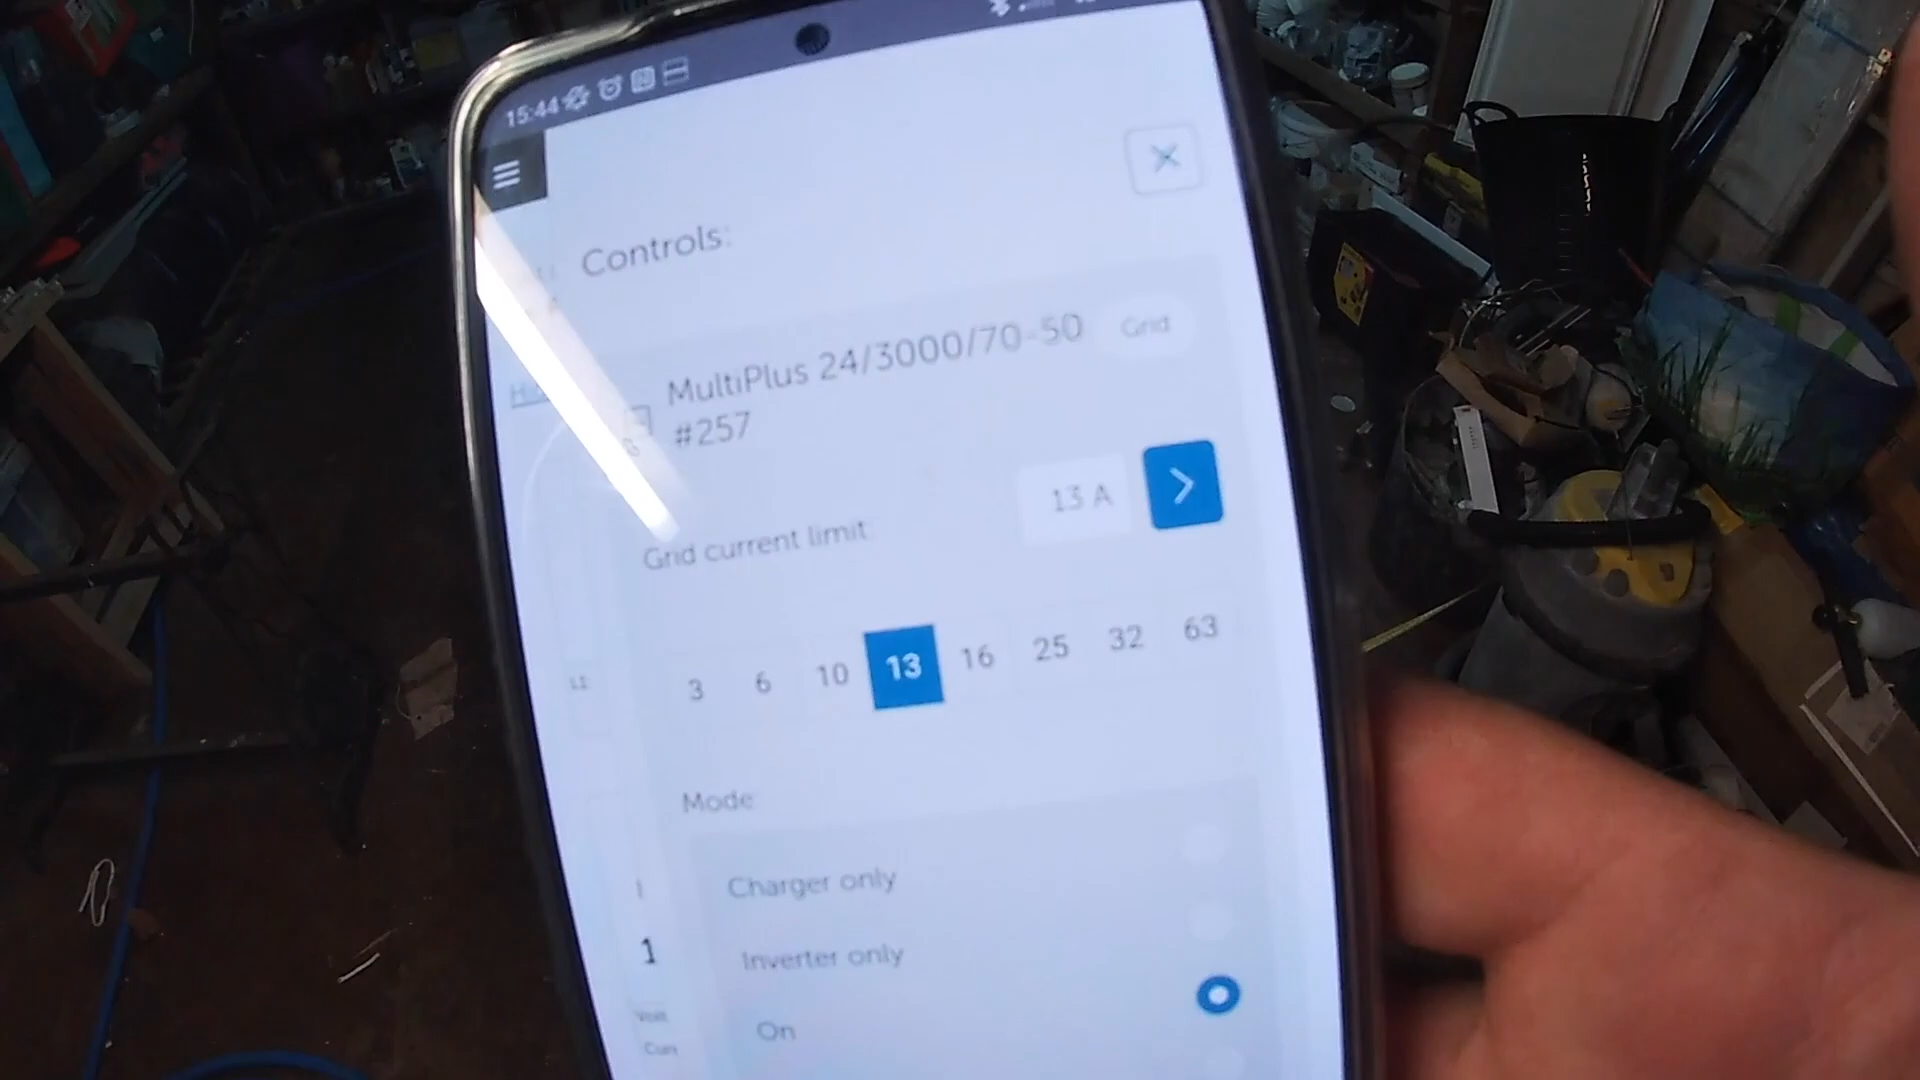 15:44
Controls:
MultiPlus 24/3000/70-50
Grid
#257
Grid current limit:
13 A
3 6 10 13 16 25 32 63
Mode:
Charger only
Inverter only
On
L1
1